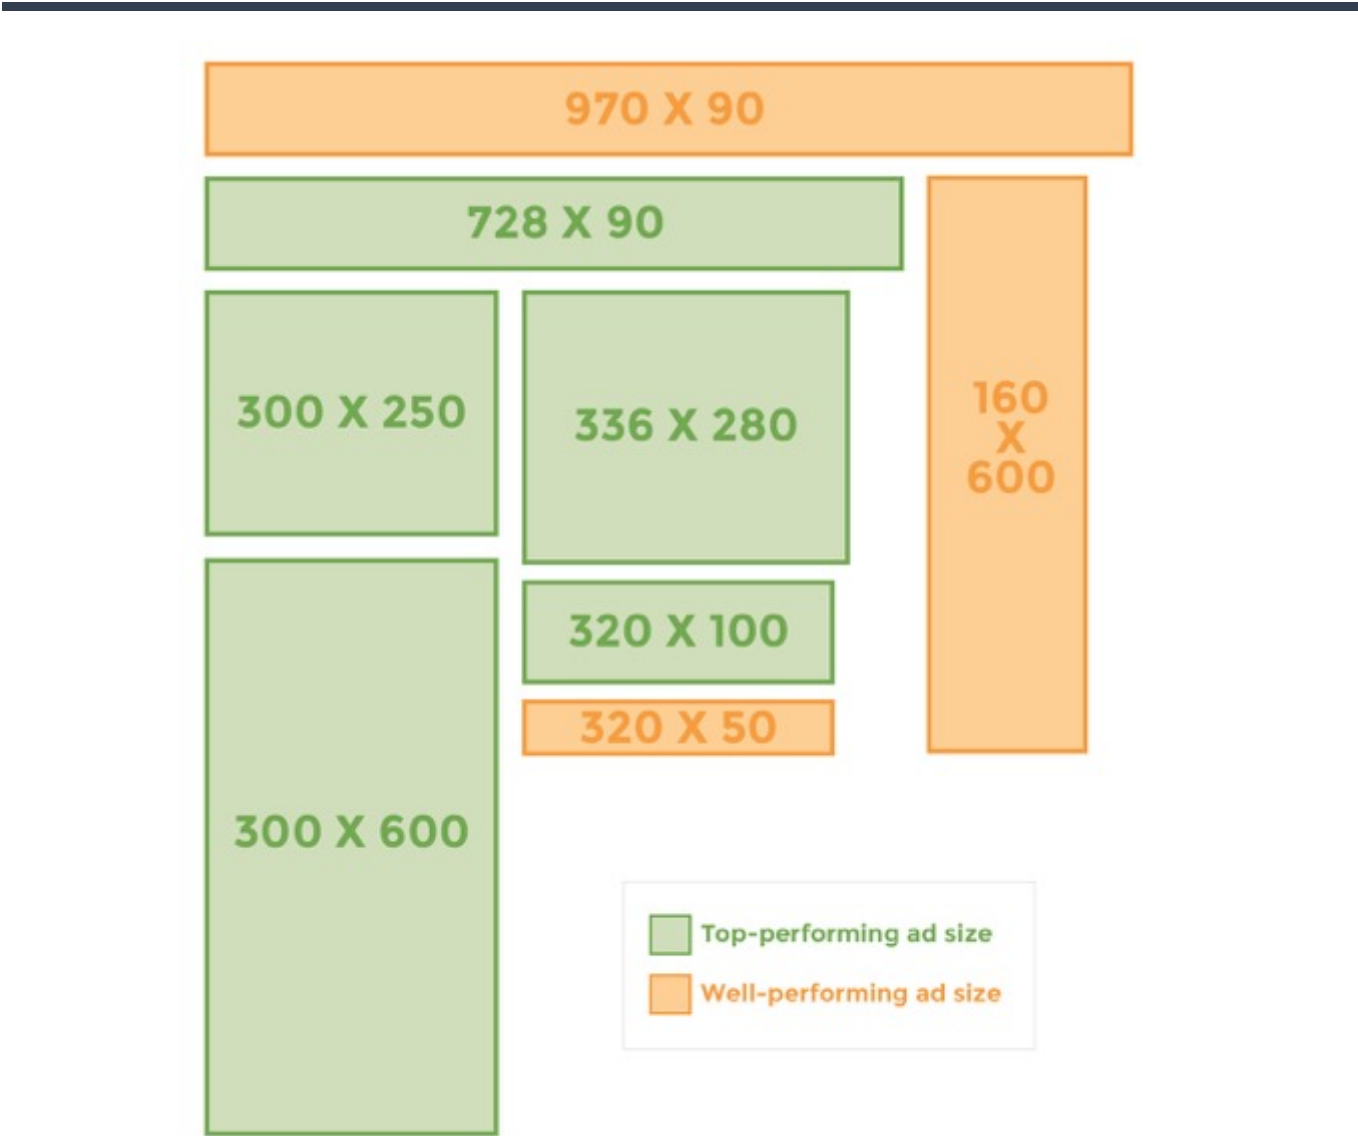 970 X 90
728 X 90
300 X 250
336 X 280
160
X
600
320 X 100
320 X 50
300 X 600
Top-performing ad size
Well-performing ad size